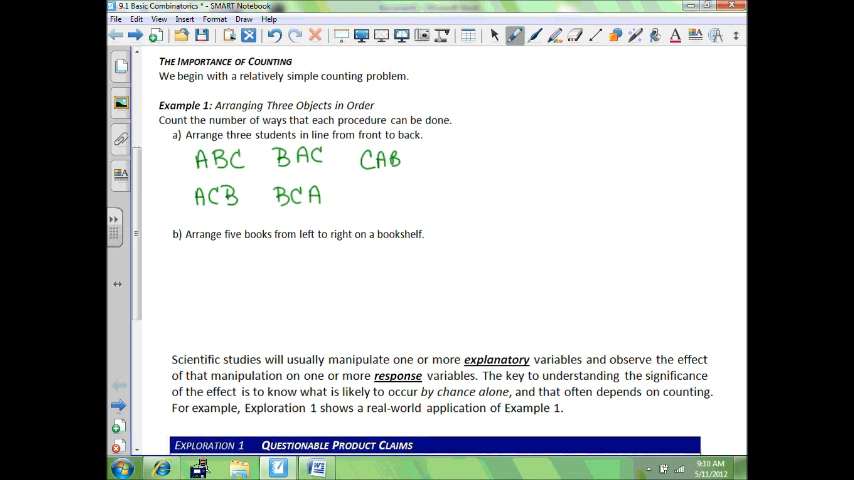 9.1 Basic Combinatorics * - SMART Notebook
File Edit View Insert Format Draw Help
THE IMPORTANCE OF COUNTING
We begin with a relatively simple counting problem.
Example 1: Arranging Three Objects in Order
Count the number of ways that each procedure can be done.
a) Arrange three students in line from front to back.
ABC BAC CAB
ACB BCA
b) Arrange five books from left to right on a bookshelf.
Scientific studies will usually manipulate one or more explanatory variables and observe the effect
of that manipulation on one or more response variables. The key to understanding the significance
of the effect is to know what is likely to occur by chance alone, and that often depends on counting.
For example, Exploration 1 shows a real-world application of Example 1.
EXPLORATION 1 QUESTIONABLE PRODUCT CLAIMS
9:10 AM
5/11/2012